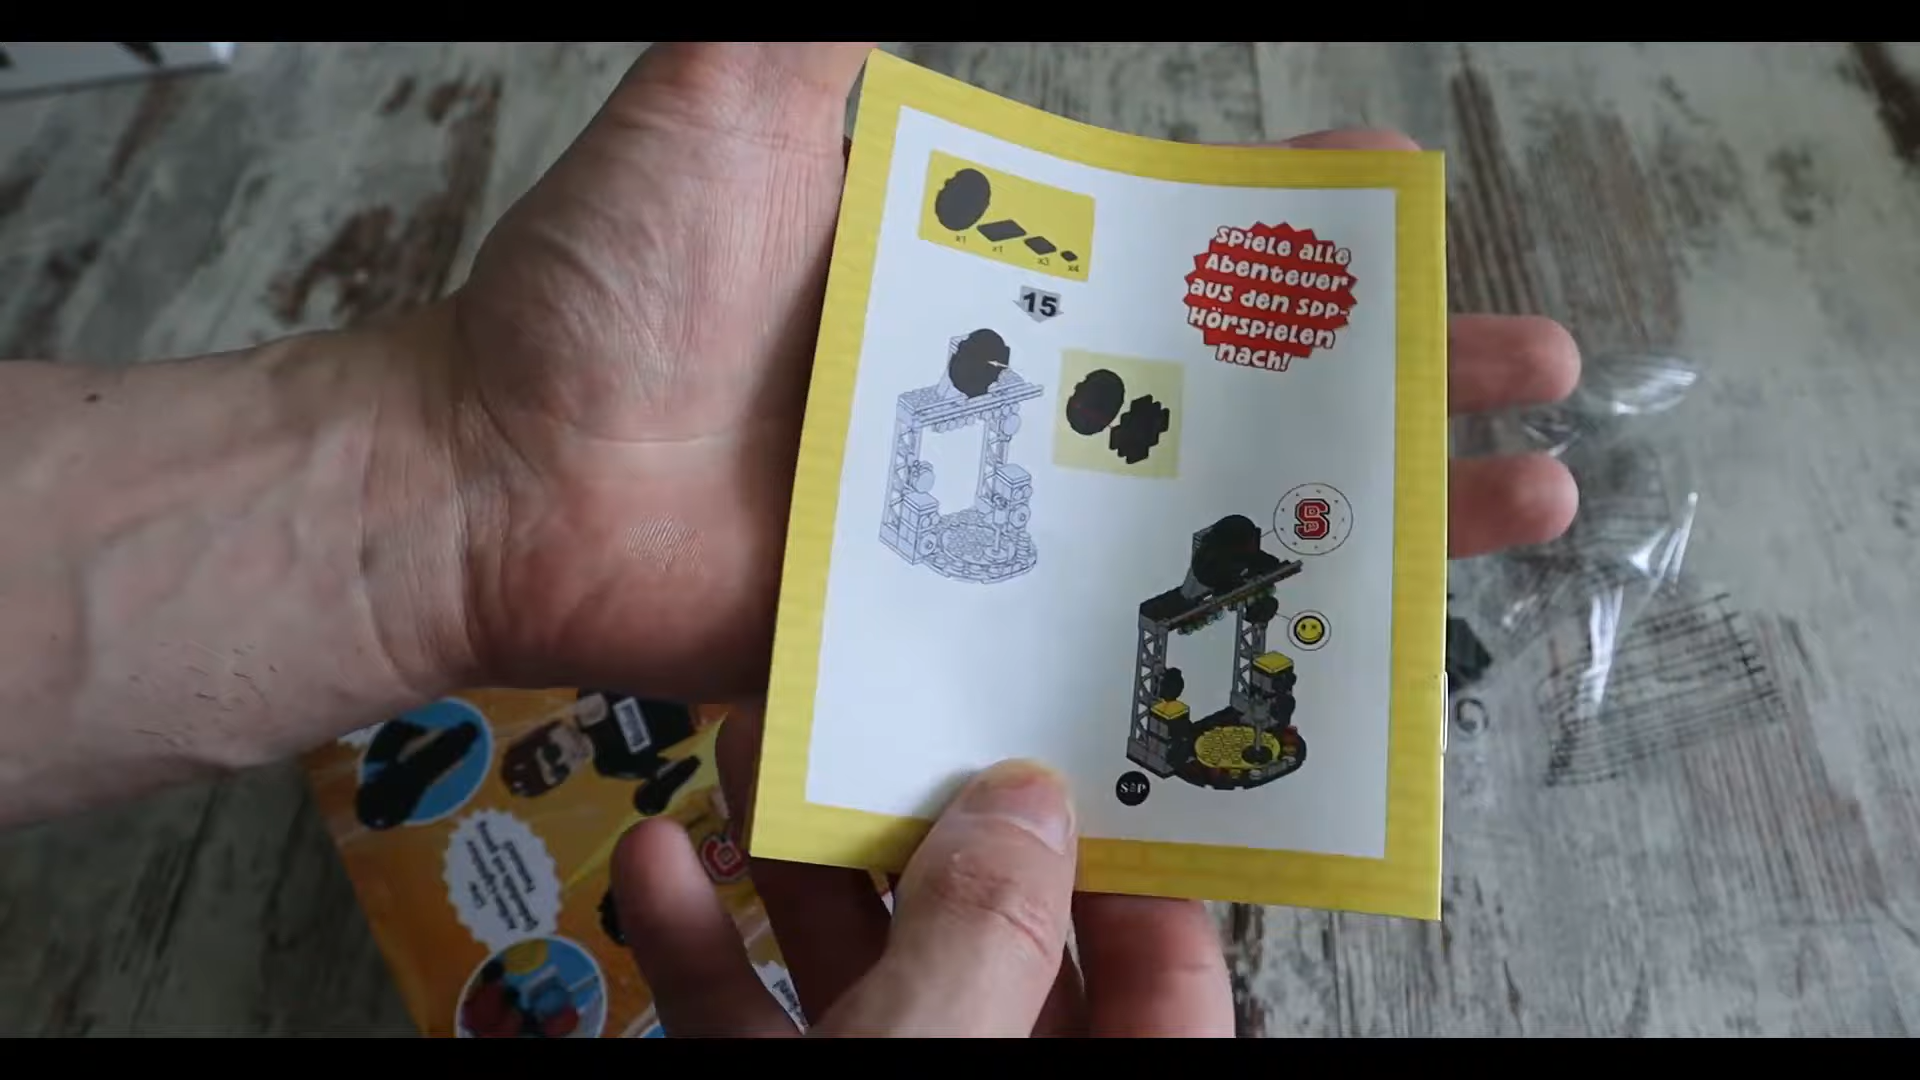 x1
x1
x3
x4
15
Spiele alle
Abenteuer
aus den SDP-
Hörspielen
nach!
S
SDP